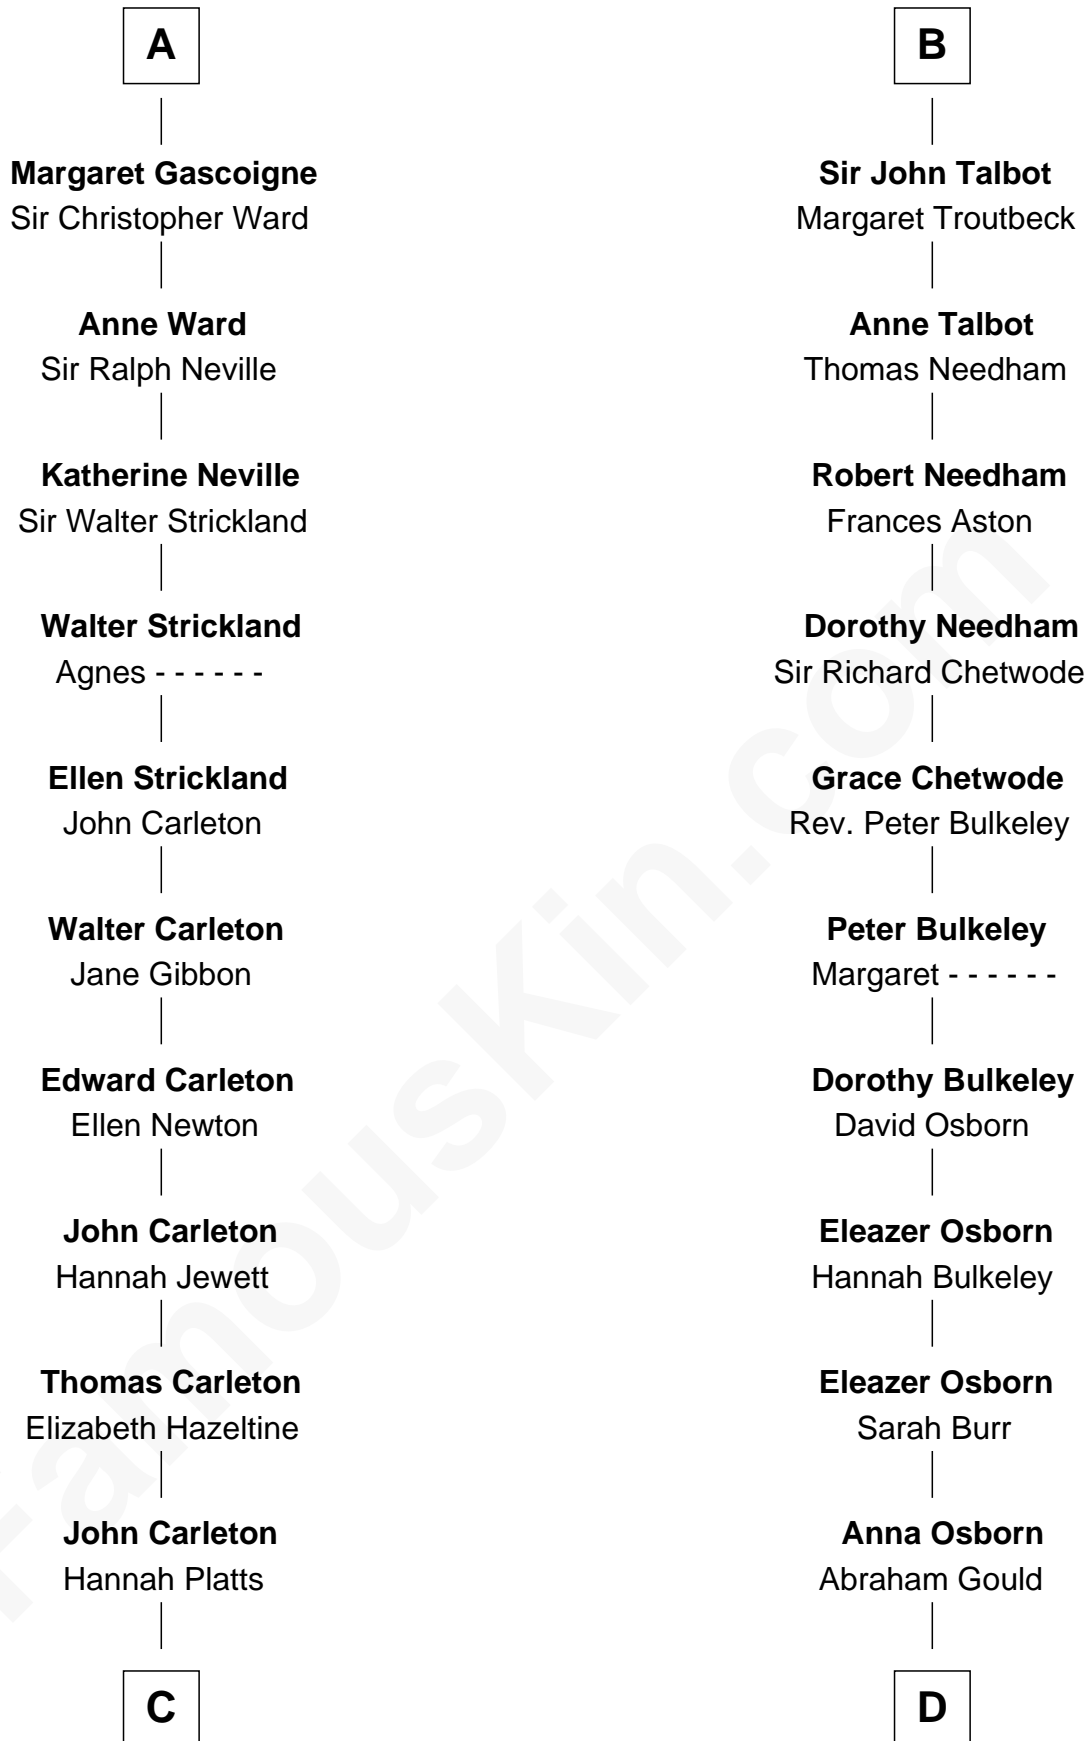 A
Margaret Gascoigne
Sir Christopher Ward
Anne Ward
Sir Ralph Neville
Katherine Neville
Sir Walter Strickland
Walter Strickland
Agnes - - - - - -
Ellen Strickland
John Carleton
Walter Carleton
Jane Gibbon
Edward Carleton
Ellen Newton
John Carleton
Hannah Jewett
Thomas Carleton
Elizabeth Hazeltine
John Carleton
Hannah Platts
C
B
Sir John Talbot
Margaret Troutbeck
Anne Talbot
Thomas Needham
Robert Needham
Frances Aston
Dorothy Needham
Sir Richard Chetwode
Grace Chetwode
Rev. Peter Bulkeley
Peter Bulkeley
Margaret - - - - - -
Dorothy Bulkeley
David Osborn
Eleazer Osborn
Hannah Bulkeley
Eleazer Osborn
Sarah Burr
Anna Osborn
Abraham Gould
D
FamousKin.com